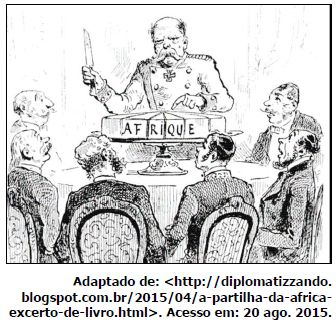 AFRIQUE
Adaptado de: <http://diplomatizzando.
blogspot.com.br/2015/04/a-partilha-da-africa-
excerto-de-livro.html>. Acesso em: 20 ago. 2015.